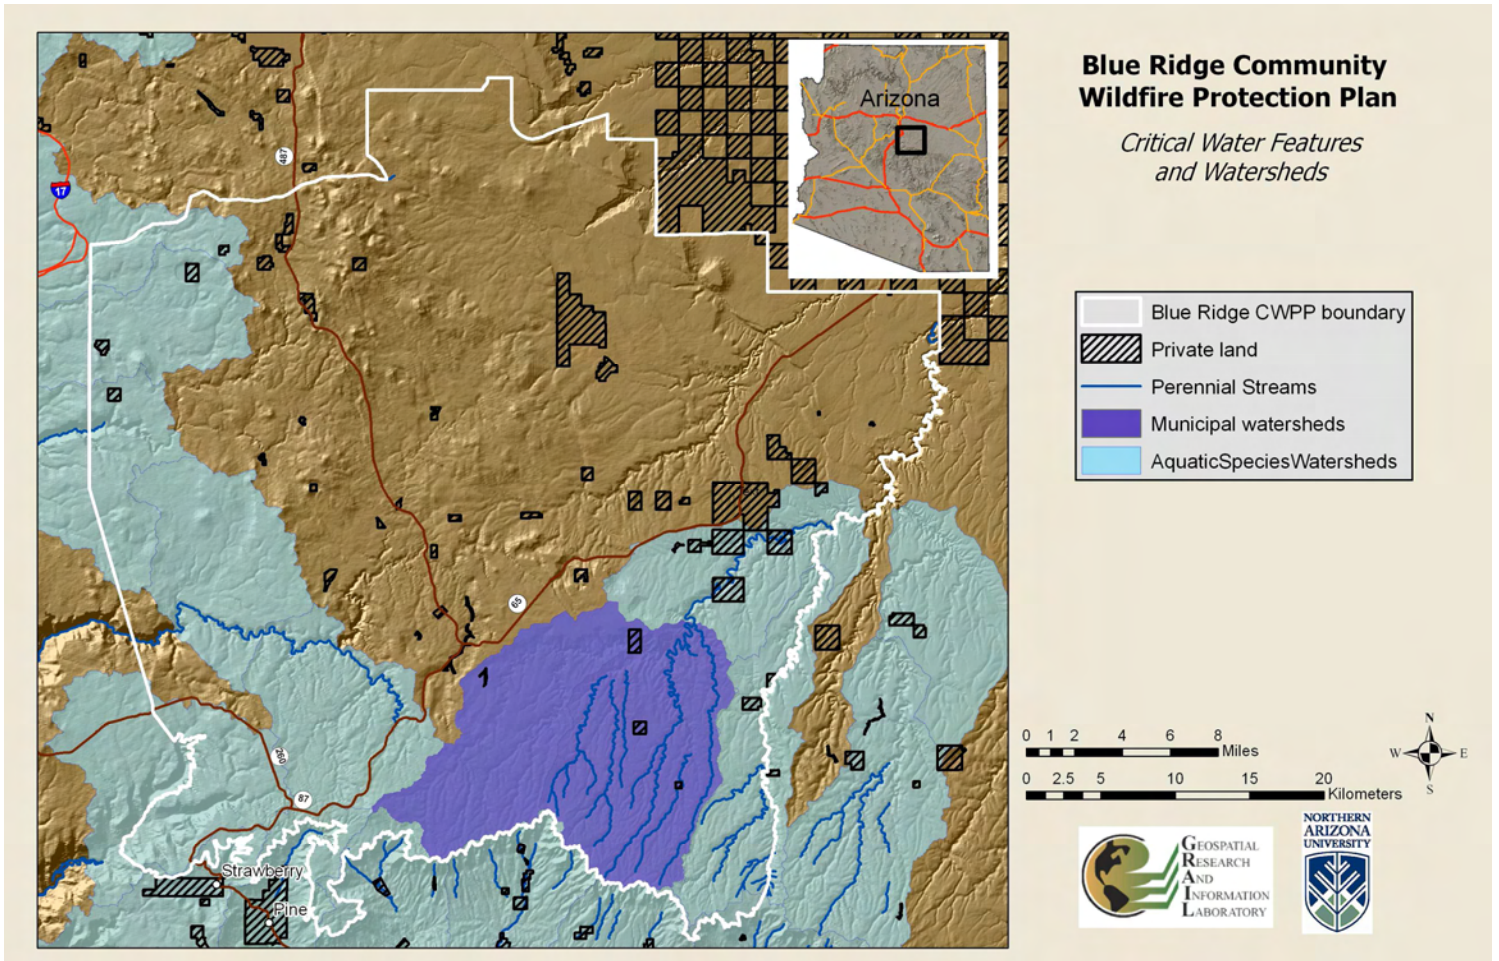 Blue Ridge Community
Wildfire Protection Plan
Critical Water Features
and Watersheds
Arizona
487
17
Blue Ridge CWPP boundary
Private land
Perennial Streams
Municipal watersheds
AquaticSpeciesWatersheds
65
260
87
Strawberry
Pine
N
W E
S
0 1 2 4 6 8
Miles
0 2.5 5 10 15 20
Kilometers
GEOSPATIAL
RESEARCH
AND
INFORMATION
LABORATORY
NORTHERN
ARIZONA
UNIVERSITY